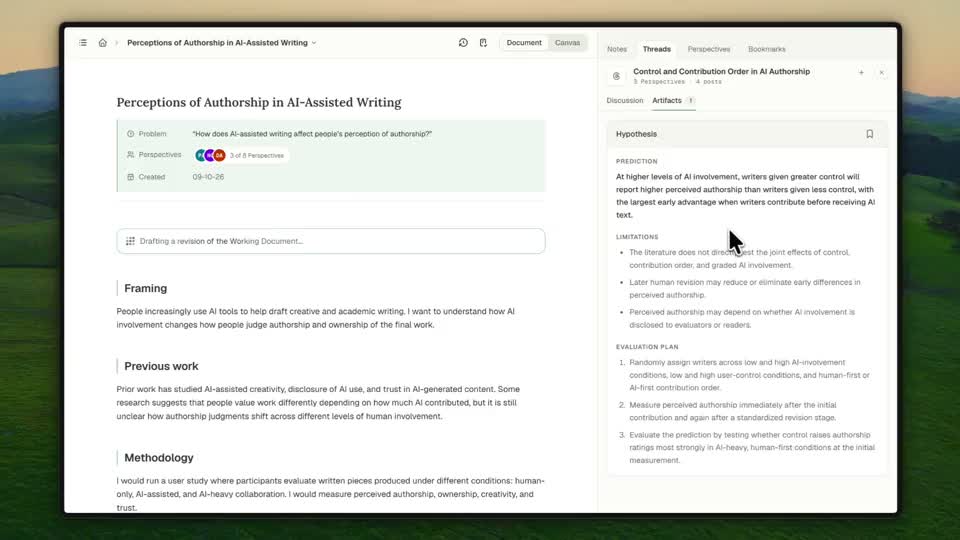 Perceptions of Authorship in AI-Assisted Writing
Document
Canvas
Perceptions of Authorship in AI-Assisted Writing
Problem
"How does AI-assisted writing affect people's perception of authorship?"
Perspectives
3 of 8 Perspectives
Created
09-10-26
Drafting a revision of the Working Document...
Framing
People increasingly use AI tools to help draft creative and academic writing. I want to understand how AI
involvement changes how people judge authorship and ownership of the final work.
Previous work
Prior work has studied AI-assisted creativity, disclosure of AI use, and trust in AI-generated content. Some
research suggests that people value work differently depending on how much AI contributed, but it is still
unclear how authorship judgments shift across different levels of human involvement.
Methodology
I would run a user study where participants evaluate written pieces produced under different conditions: human-
only, AI-assisted, and AI-heavy collaboration. I would measure perceived authorship, ownership, creativity, and
trust.
Notes
Threads
Perspectives
Bookmarks
Control and Contribution Order in AI Authorship
3 Perspectives · 4 posts
Discussion
Artifacts 1
Hypothesis
PREDICTION
At higher levels of AI involvement, writers given greater control will
report higher perceived authorship than writers given less control, with
the largest early advantage when writers contribute before receiving AI
text.
LIMITATIONS
The literature does not the joint effects of control,
contribution order, and graded AI involvement.
Later human revision may reduce or eliminate early differences in
perceived authorship.
Perceived authorship may depend on whether AI involvement is
disclosed to evaluators or readers.
EVALUATION PLAN
1. Randomly assign writers across low and high AI-involvement
conditions, low and high user-control conditions, and human-first or
AI-first contribution order.
2. Measure perceived authorship immediately after the initial
contribution and again after a standardized revision stage.
3. Evaluate the prediction by testing whether control raises authorship
ratings most strongly in AI-heavy, human-first conditions at the initial
measurement.